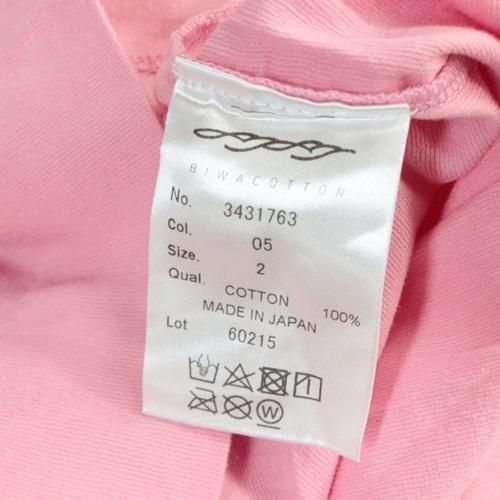 BIWACOTTON
No. 3431763
Col. 05
Size. 2
Qual. COTTON 100%
MADE IN JAPAN
Lot 60215
W